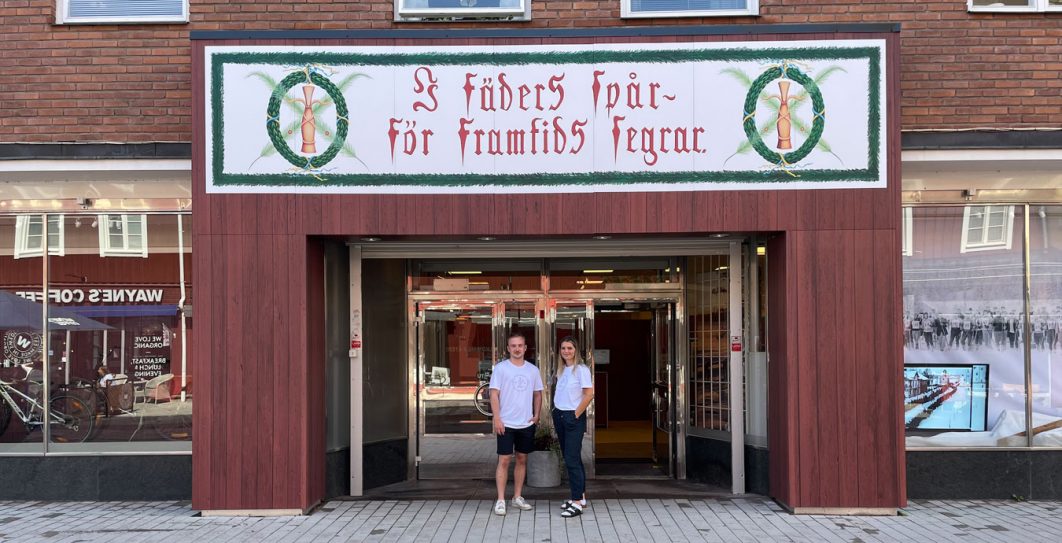 I fäders spår-
för framtids segrar.
WAYNE'S COFFEE
WE LOVE
ORGANIC
BREAKFAST
LUNCH &
EVENING
W